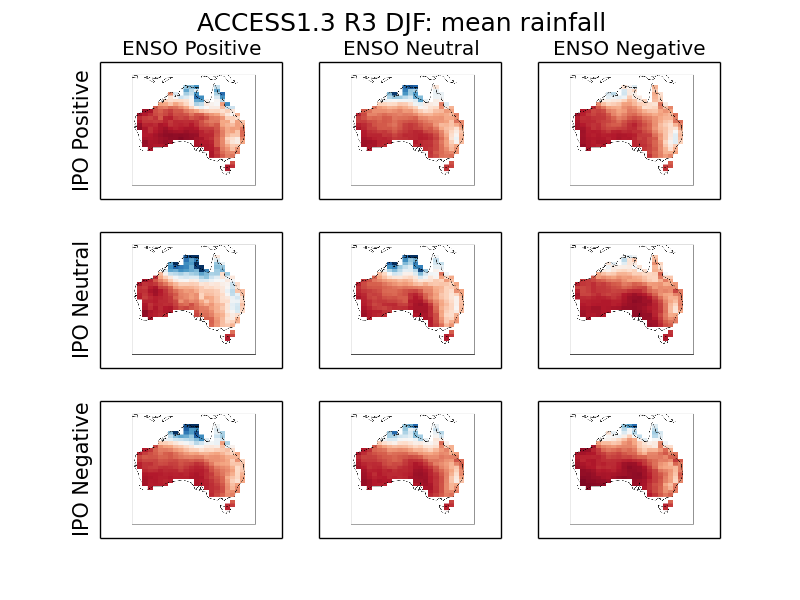 ACCESS1.3 R3 DJF: mean rainfall
ENSO Positive
ENSO Neutral
ENSO Negative
IPO Positive
IPO Neutral
IPO Negative